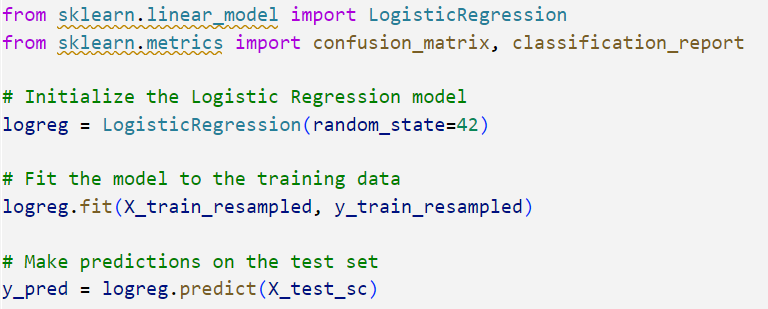 from sklearn.linear_model import LogisticRegression
from sklearn.metrics import confusion_matrix, classification_report
# Initialize the Logistic Regression model
logreg = LogisticRegression(random_state=42)
# Fit the model to the training data
logreg.fit(X_train_resampled, y_train_resampled)
# Make predictions on the test set
y_pred = logreg.predict(X_test_sc)